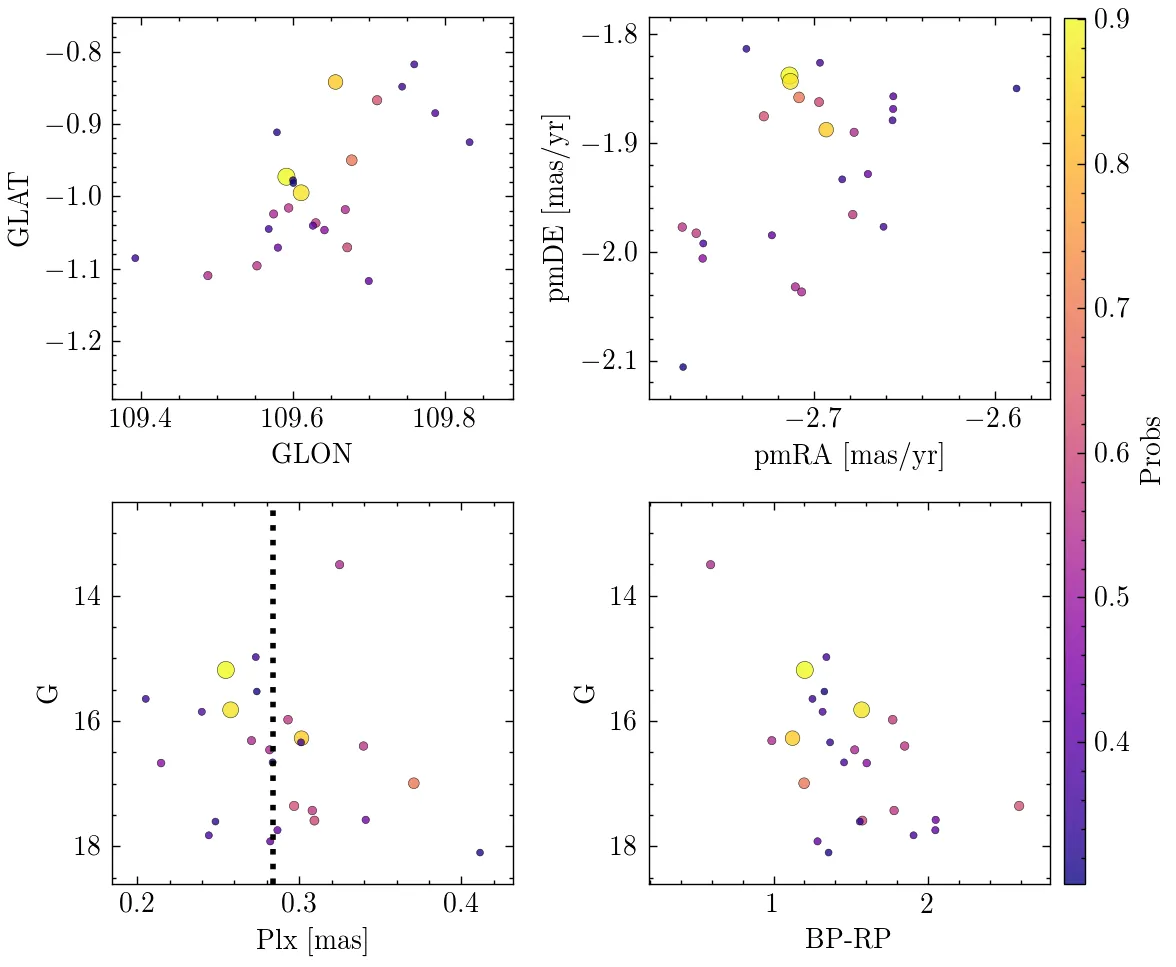 −0.8
−0.9
−1.0
−1.1
−1.2
GLAT
109.4 109.6 109.8
GLON
−1.8
−1.9
−2.0
−2.1
pmDE [mas/yr]
−2.7 −2.6
pmRA [mas/yr]
14
16
18
G
0.2 0.3 0.4
Plx [mas]
14
16
18
G
1 2
BP-RP
0.9
0.8
0.7
0.6
0.5
0.4
Probs